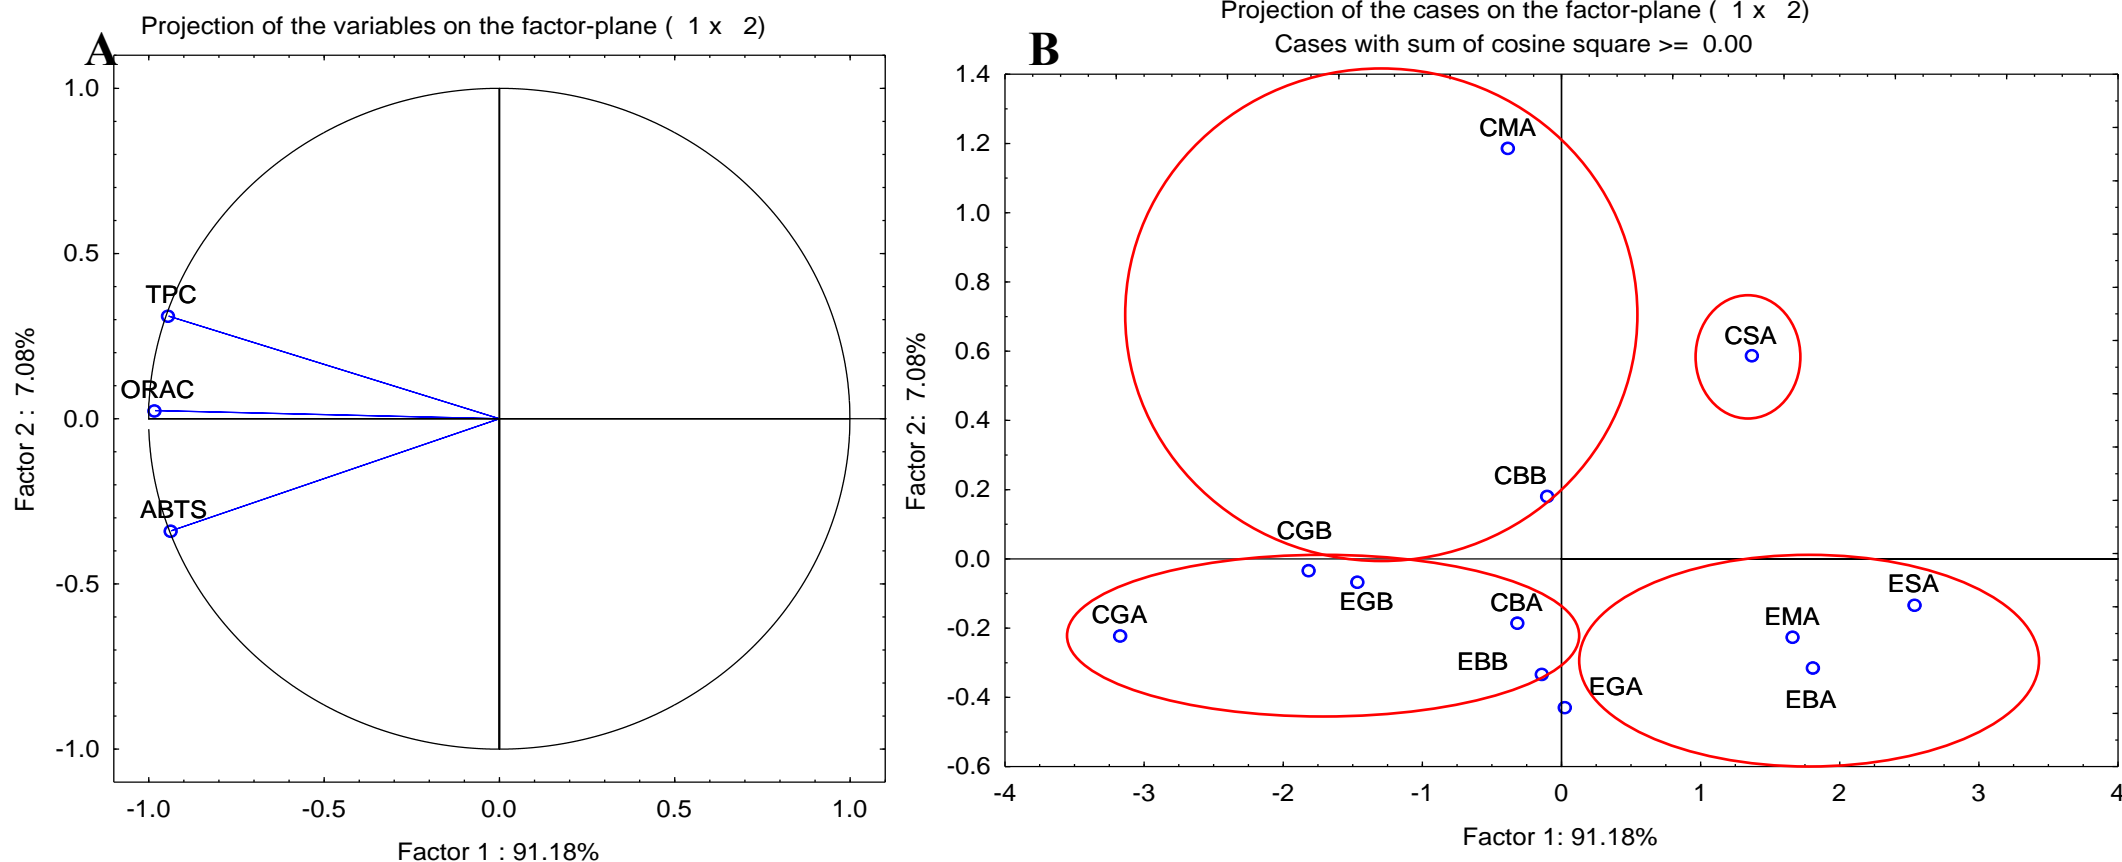 A
Projection of the variables on the factor-plane ( 1 x 2)
1.0
0.5
0.0
-0.5
-1.0
Factor 2 : 7.08%
TPC
ORAC
ABTS
-1.0
-0.5
0.0
0.5
1.0
Factor 1 : 91.18%
B
Projection of the cases on the factor-plane ( 1 x 2)
Cases with sum of cosine square >= 0.00
1.4
1.2
1.0
0.8
0.6
0.4
0.2
0.0
-0.2
-0.4
-0.6
Factor 2: 7.08%
CMA
CSA
CBB
CGB
EGB
CGA
CBA
EBB
EGA
ESA
EMA
EBA
-4
-3
-2
-1
0
1
2
3
4
Factor 1: 91.18%